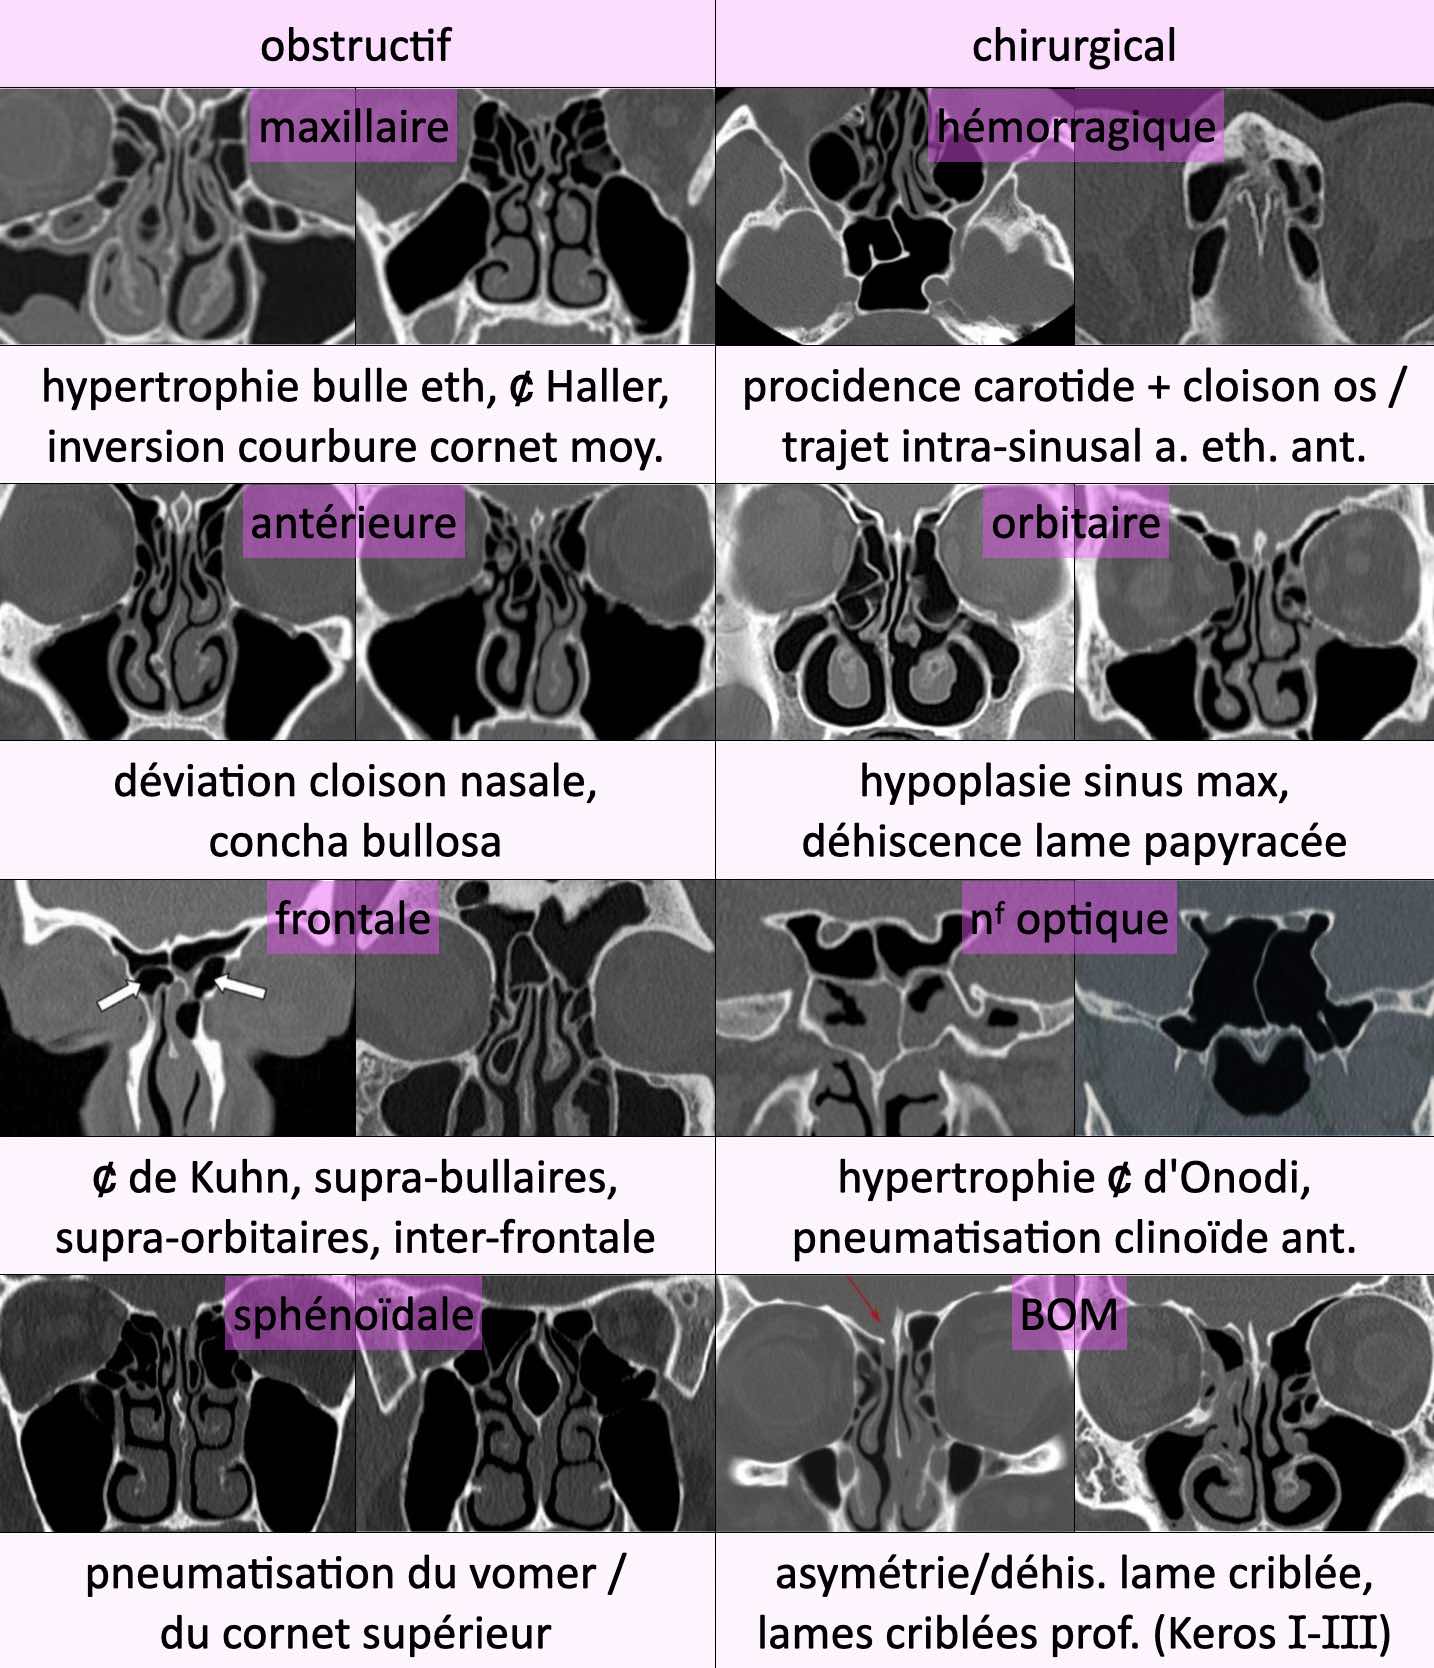 obstructif
chirurgical
maxillaire
hémorragique
hypertrophie bulle eth, ₵ Haller,
inversion courbure cornet moy.
procidence carotide + cloison os /
trajet intra-sinusal a. eth. ant.
antérieure
orbitaire
déviation cloison nasale,
concha bullosa
hypoplasie sinus max,
déhiscence lame papyracée
frontale
nᶠ optique
₵ de Kuhn, supra-bullaires,
supra-orbitaires, inter-frontale
hypertrophie ₵ d'Onodi,
pneumatisation clinoïde ant.
sphénoïdale
BOM
pneumatisation du vomer /
du cornet supérieur
asymétrie/déhis. lame criblée,
lames criblées prof. (Keros I-III)